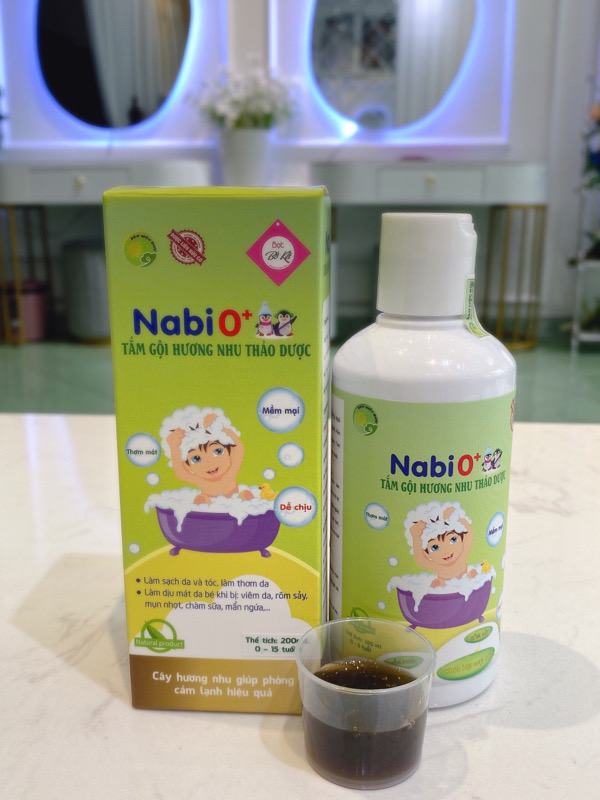 Bọt
Bồ Kết
Nabi 0+
TẮM GỘI HƯƠNG NHU THẢO DƯỢC
Mềm mại
Thơm mát
Dễ chịu
• Làm sạch da và tóc, làm thơm da
• Làm dịu mát da bé khi bị: viêm da, rôm sảy,
mụn nhọt, chàm sữa, mẩn ngứa,...
Natural product
Thể tích: 200
0 – 15 tuổi
Cây hương nhu giúp phòng
cảm lạnh hiệu quả
Nabi 0+
TẮM GỘI HƯƠNG NHU THẢO DƯỢC
Thơm mát
Mềm mại